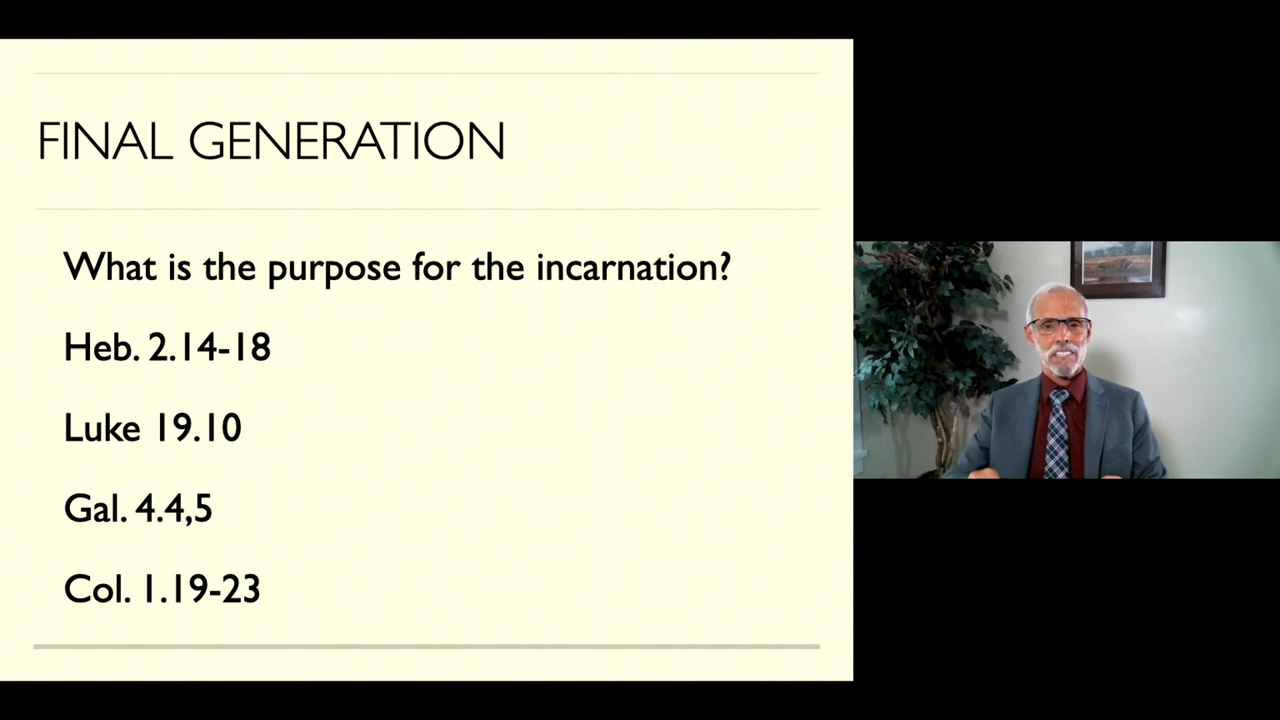 FINAL GENERATION
What is the purpose for the incarnation?
Heb. 2.14-18
Luke 19.10
Gal. 4.4,5
Col. 1.19-23